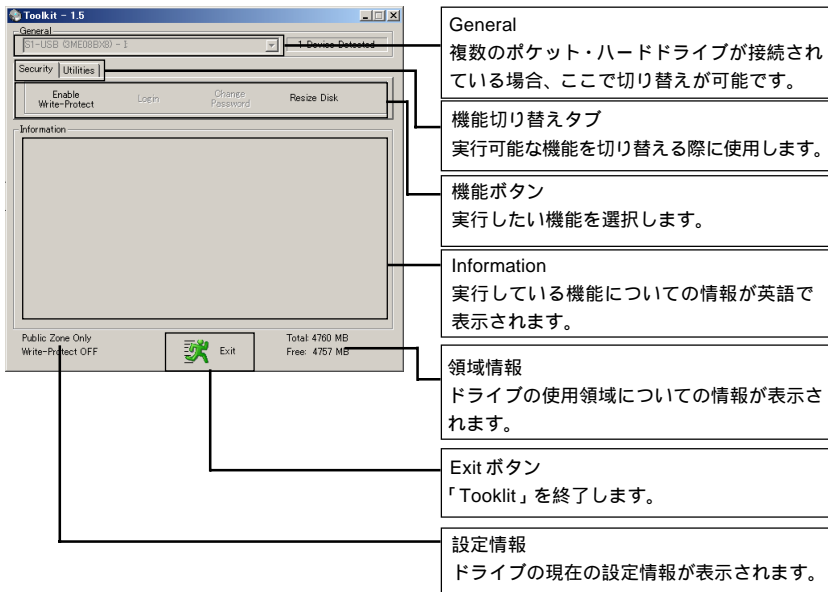 Toolkit - 1.5
General
S1-USB (3ME08BX8) - I:
1 Device Detected
Security
Utilities
Enable
Write-Protect
Login
Change
Password
Resize Disk
Information
Public Zone Only
Write-Protect OFF
Exit
Total: 4760 MB
Free: 4757 MB
General
複数のポケット・ハードドライブが接続され
ている場合、ここで切り替えが可能です。
機能切り替えタブ
実行可能な機能を切り替える際に使用します。
機能ボタン
実行したい機能を選択します。
Information
実行している機能についての情報が英語で
表示されます。
領域情報
ドライブの使用領域についての情報が表示さ
れます。
Exit ボタン
「Tooklit」を終了します。
設定情報
ドライブの現在の設定情報が表示されます。